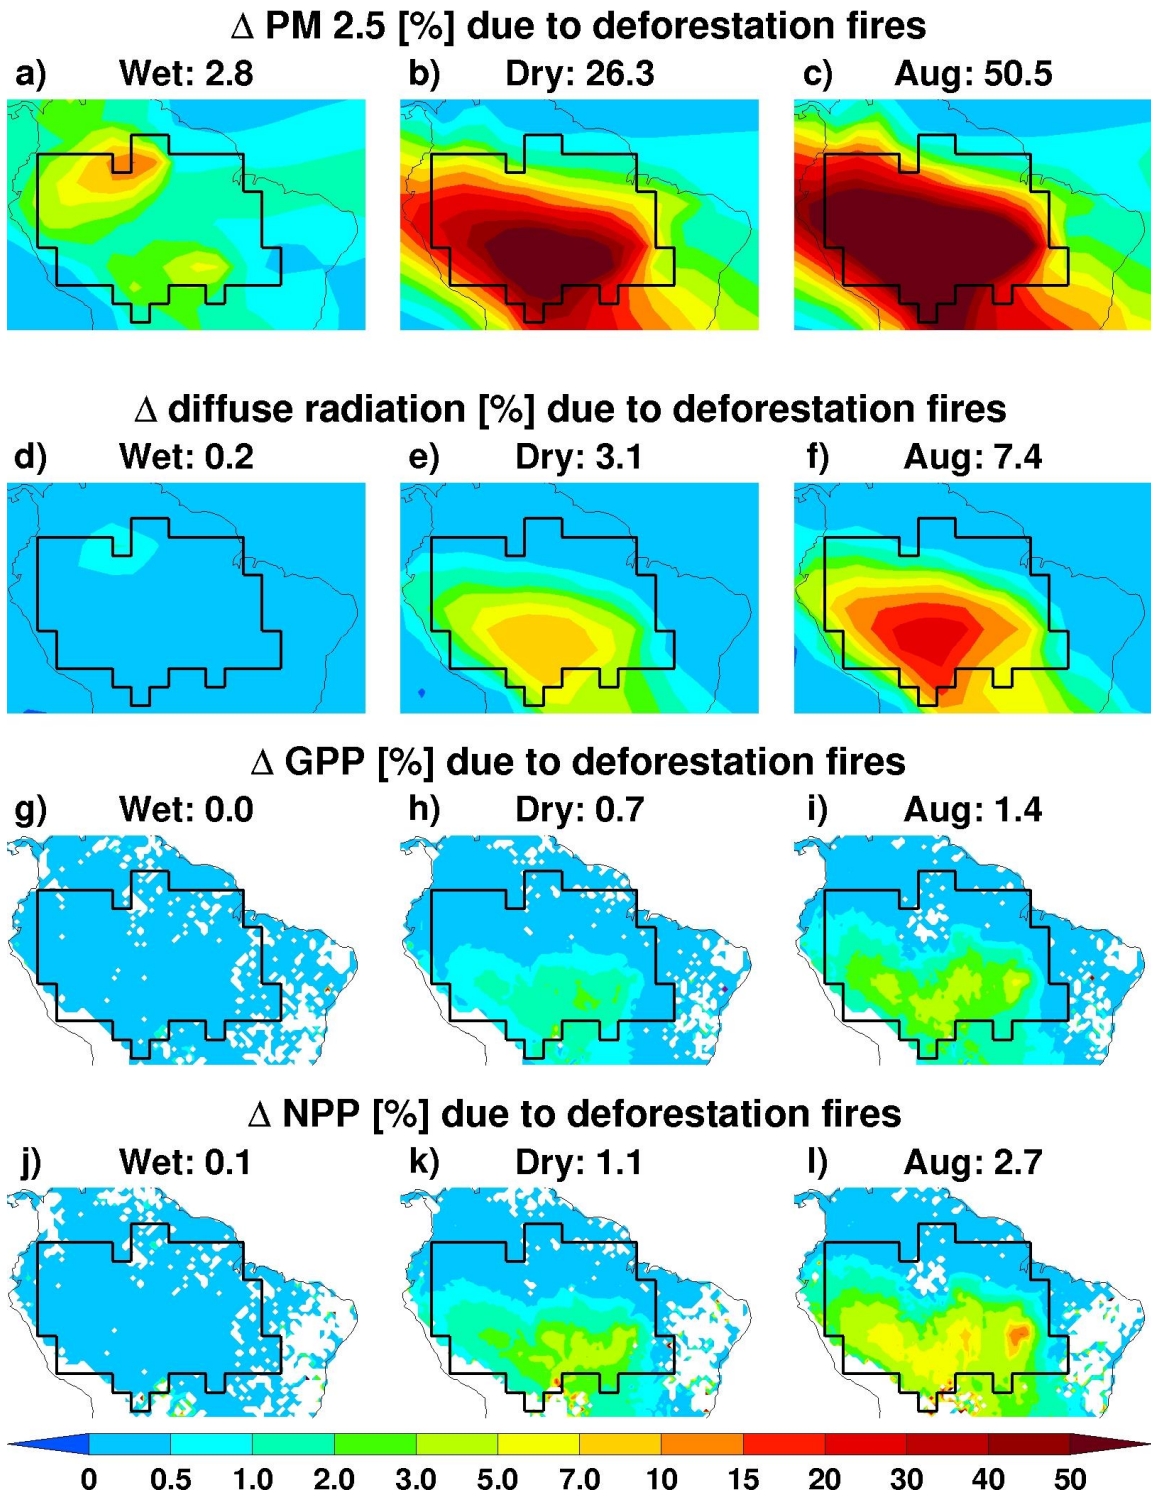 Δ PM 2.5 [%] due to deforestation fires
a) Wet: 2.8 b) Dry: 26.3 c) Aug: 50.5
Δ diffuse radiation [%] due to deforestation fires
d) Wet: 0.2 e) Dry: 3.1 f) Aug: 7.4
Δ GPP [%] due to deforestation fires
g) Wet: 0.0 h) Dry: 0.7 i) Aug: 1.4
Δ NPP [%] due to deforestation fires
j) Wet: 0.1 k) Dry: 1.1 l) Aug: 2.7
0 0.5 1.0 2.0 3.0 5.0 7.0 10 15 20 30 40 50